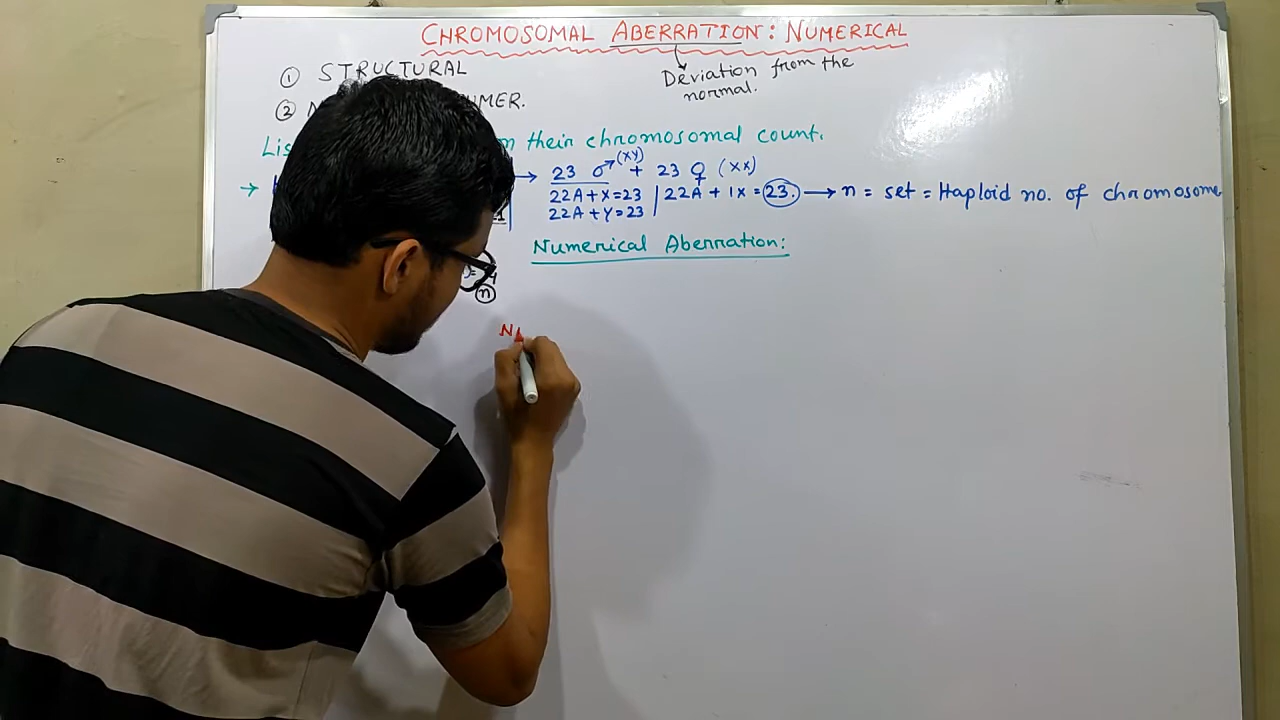 CHROMOSOMAL ABERRATION: NUMERICAL
① STRUCTURAL
Deviation from the
normal.
② NUMER.
their chromosomal count.
→ → 23 ♂ (XY) + 23 ♀ (XX)
22A+X=23 | 22A + 1X = 23. → n = set = Haploid no. of chromosome
22A+Y=23
Numerical Aberration:
n